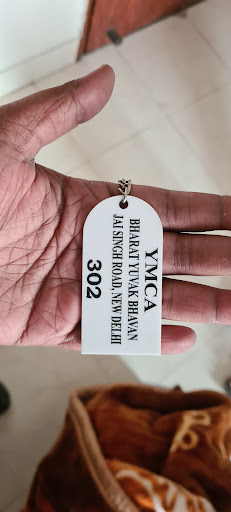 YMCA
BHARAT YUVAK BHAVAN
JAI SINGH ROAD, NEW DELHI
302